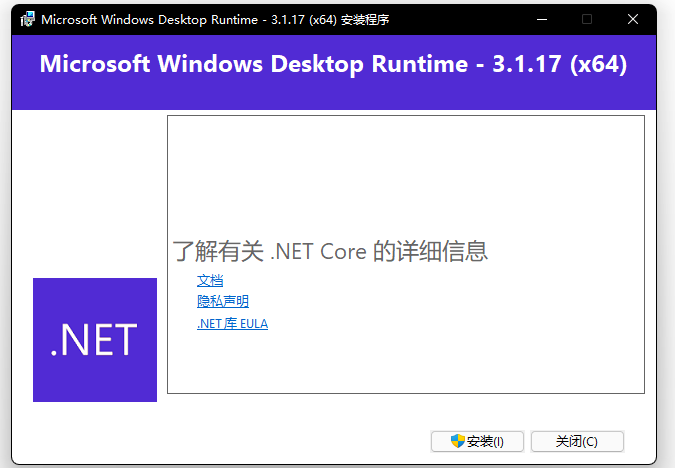 Microsoft Windows Desktop Runtime - 3.1.17 (x64) 安装程序
Microsoft Windows Desktop Runtime - 3.1.17 (x64)
了解有关 .NET Core 的详细信息
文档
隐私声明
.NET 库 EULA
.NET
安装(I)
关闭(C)